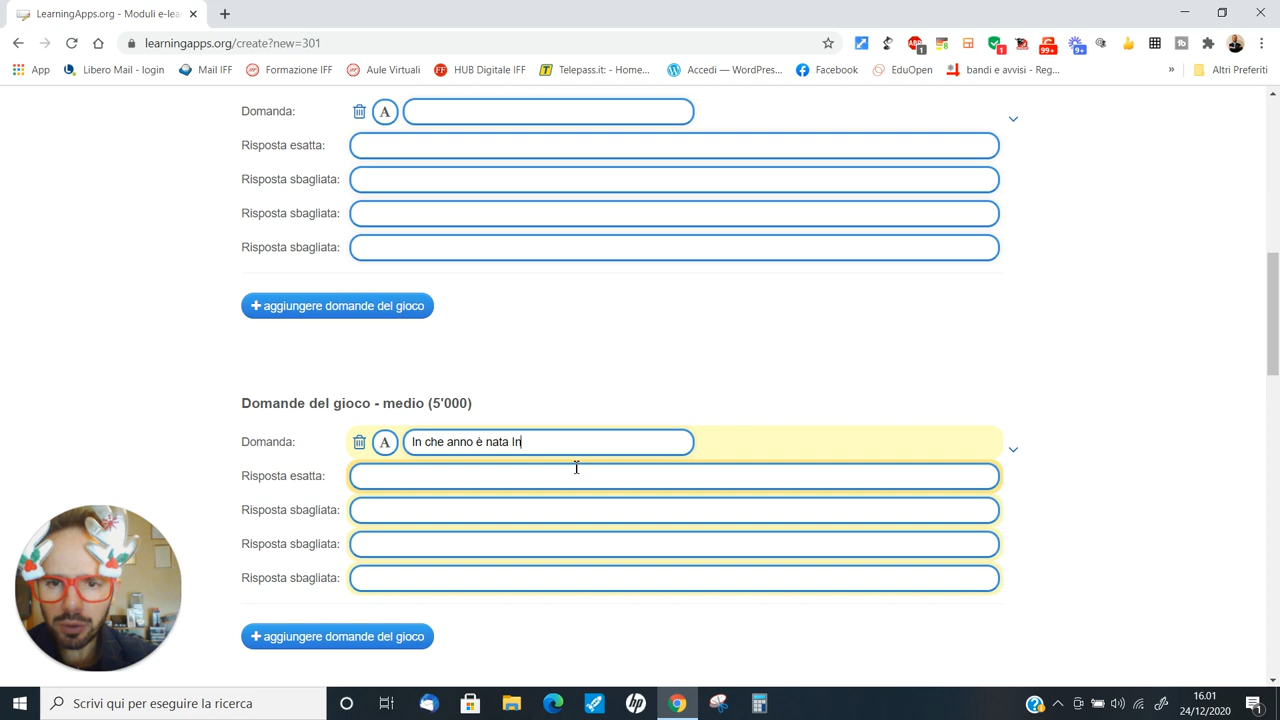 LearningApps.org - Moduli e-lea
learningapps.org/create?new=301
App
Libero Mail - login
Mail IFF
Formazione IFF
Aule Virtuali
HUB Digitale IFF
Telepass.it: - Home...
Accedi — WordPres...
Facebook
EduOpen
bandi e avvisi - Reg...
»
Altri Preferiti
Domanda:
A
Risposta esatta:
Risposta sbagliata:
Risposta sbagliata:
Risposta sbagliata:
+ aggiungere domande del gioco
Domande del gioco - medio (5'000)
Domanda:
A
In che anno è nata In
Risposta esatta:
Risposta sbagliata:
Risposta sbagliata:
Risposta sbagliata:
+ aggiungere domande del gioco
Scrivi qui per eseguire la ricerca
16.01
24/12/2020